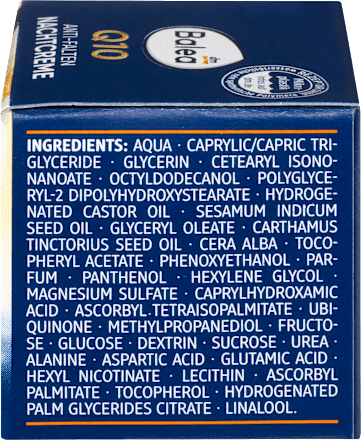 ANTI-FALTEN
Q10
NACHTCREME
dm
Balea
INGREDIENTS: AQUA · CAPRYLIC/CAPRIC TRI-
GLYCERIDE · GLYCERIN · CETEARYL ISONO-
NANOATE · OCTYLDODECANOL · POLYGLYCE-
RYL-2 DIPOLYHYDROXYSTEARATE · HYDROGE-
NATED CASTOR OIL · SESAMUM INDICUM
SEED OIL · GLYCERYL OLEATE · CARTHAMUS
TINCTORIUS SEED OIL · CERA ALBA · TOCO-
PHERYL ACETATE · PHENOXYETHANOL · PAR-
FUM · PANTHENOL · HEXYLENE GLYCOL ·
MAGNESIUM SULFATE · CAPRYLHYDROXAMIC
ACID · ASCORBYL TETRAISOPALMITATE · UBI-
QUINONE · METHYLPROPANEDIOL · FRUCTO-
SE · GLUCOSE · DEXTRIN · SUCROSE · UREA ·
ALANINE · ASPARTIC ACID · GLUTAMIC ACID ·
HEXYL NICOTINATE · LECITHIN · ASCORBYL
PALMITATE · TOCOPHEROL · HYDROGENATED
PALM GLYCERIDES CITRATE · LINALOOL.